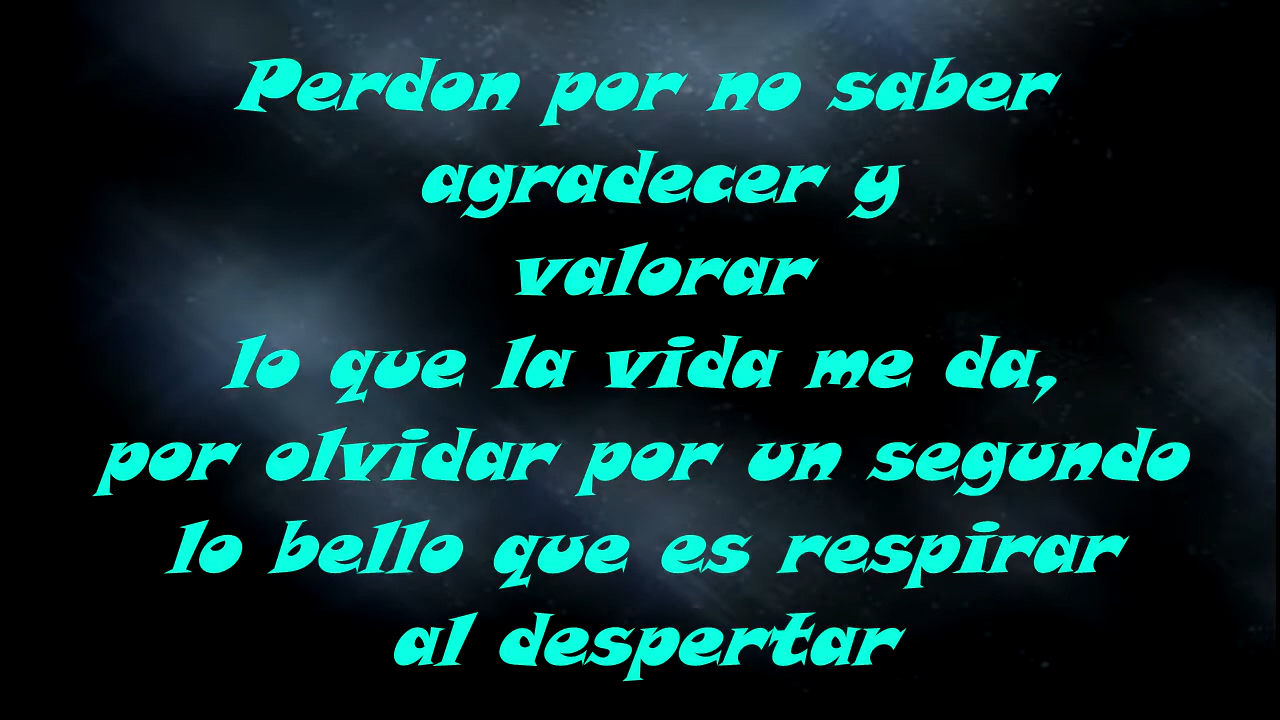 Perdon por no saber
agradecer y
valorar
lo que la vida me da,
por olvidar por un segundo
lo bello que es respirar
al despertar